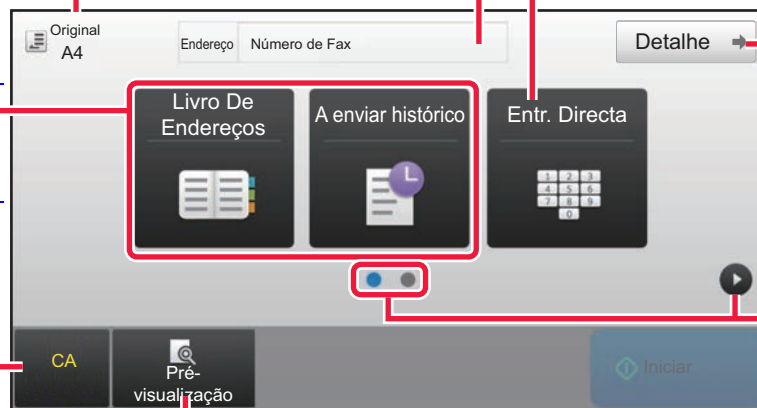 Original
A4
Endereço
Número de Fax
Detalhe
Livro De
Endereços
A enviar histórico
Entr. Directa
1 2 3
4 5 6
7 8 9
0
CA
Pré-
visualização
Iniciar